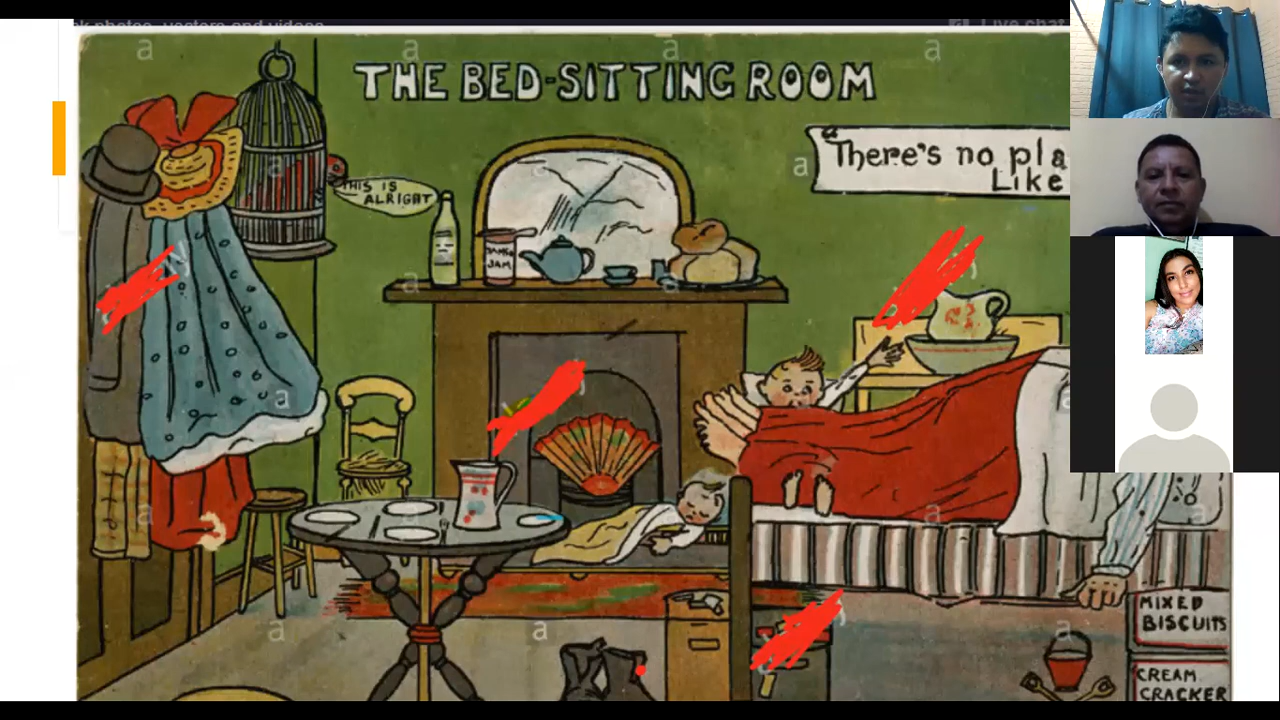 THE BED-SITTING ROOM
"There's no pla
Like
THIS IS
ALRIGHT
JAM
MIXED
BISCUITS
CREAM
CRACKER